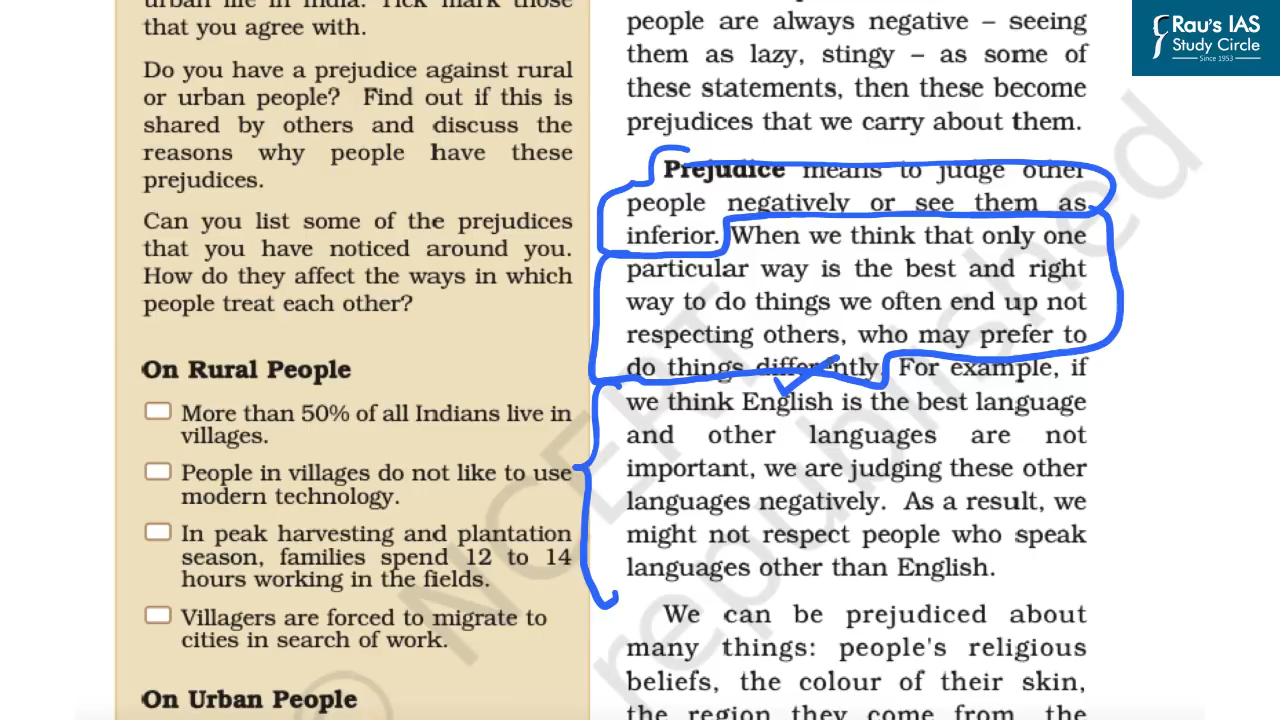 urban life in India. Tick mark those
that you agree with.
Do you have a prejudice against rural
or urban people? Find out if this is
shared by others and discuss the
reasons why people have these
prejudices.
Can you list some of the prejudices
that you have noticed around you.
How do they affect the ways in which
people treat each other?
On Rural People
More than 50% of all Indians live in
villages.
People in villages do not like to use
modern technology.
In peak harvesting and plantation
season, families spend 12 to 14
hours working in the fields.
Villagers are forced to migrate to
cities in search of work.
On Urban People
people are always negative – seeing
them as lazy, stingy – as some of
these statements, then these become
prejudices that we carry about them.
Prejudice means to judge other
people negatively or see them as
inferior. When we think that only one
particular way is the best and right
way to do things we often end up not
respecting others, who may prefer to
do things differently. For example, if
we think English is the best language
and other languages are not
important, we are judging these other
languages negatively. As a result, we
might not respect people who speak
languages other than English.
We can be prejudiced about
many things: people's religious
beliefs, the colour of their skin,
the region they come from, the
Rau's IAS
Study Circle
Since 1953
NCERT
republished